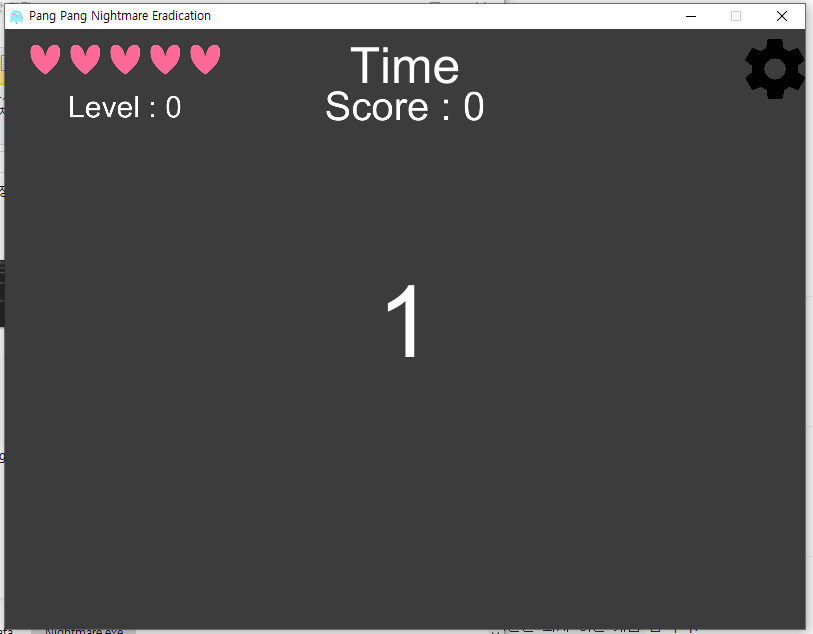 Pang Pang Nightmare Eradication
Time
Level : 0
Score : 0
1
Nightmare.exe